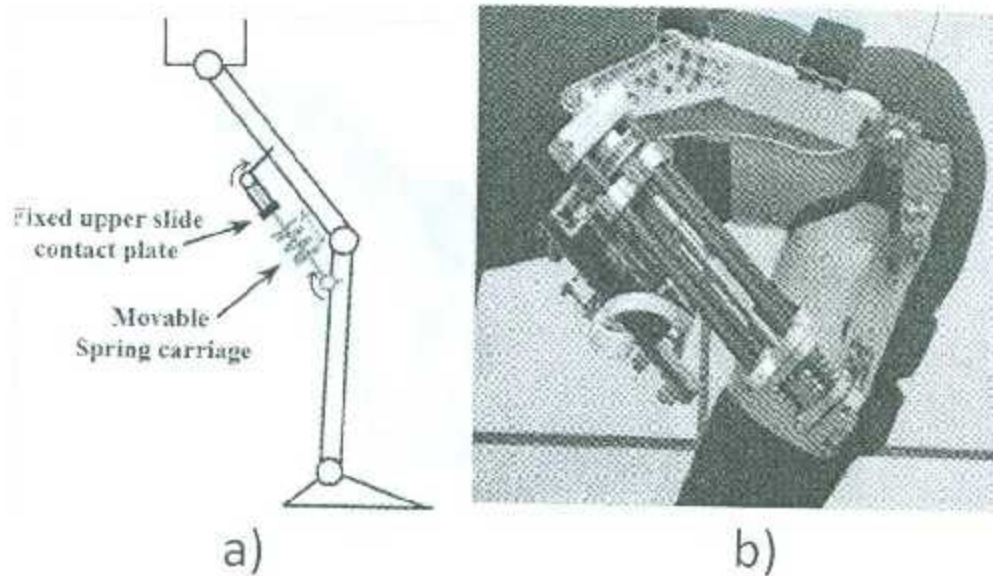 Fixed upper slide
contact plate
Movable
Spring carriage
a)
b)